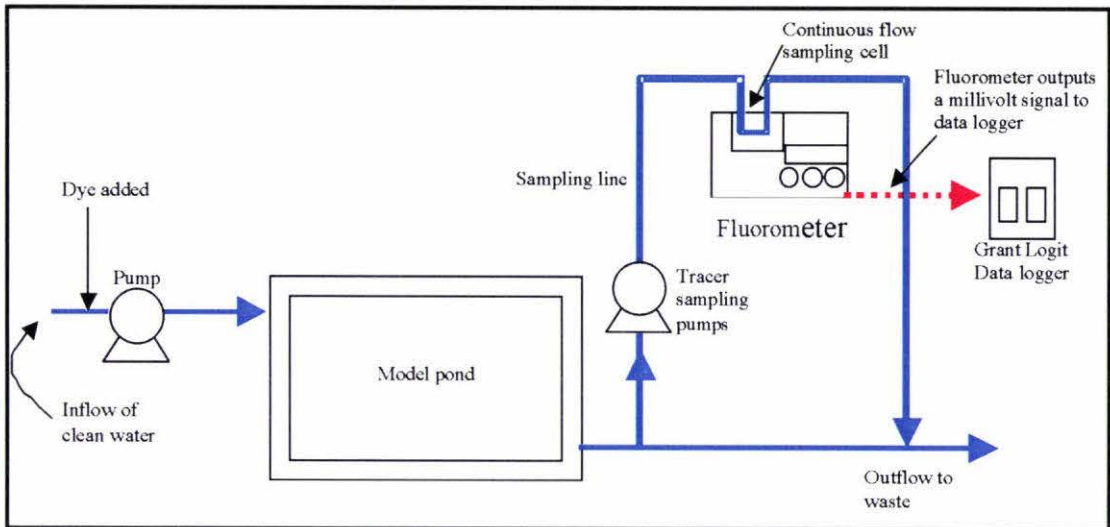 Continuous flow
sampling cell
Fluorometer outputs
a millivolt signal to
data logger
Dye added
Sampling line
Fluorometer
Grant Logit
Data logger
Pump
Tracer
sampling
pumps
Model pond
Inflow of
clean water
Outflow to
waste